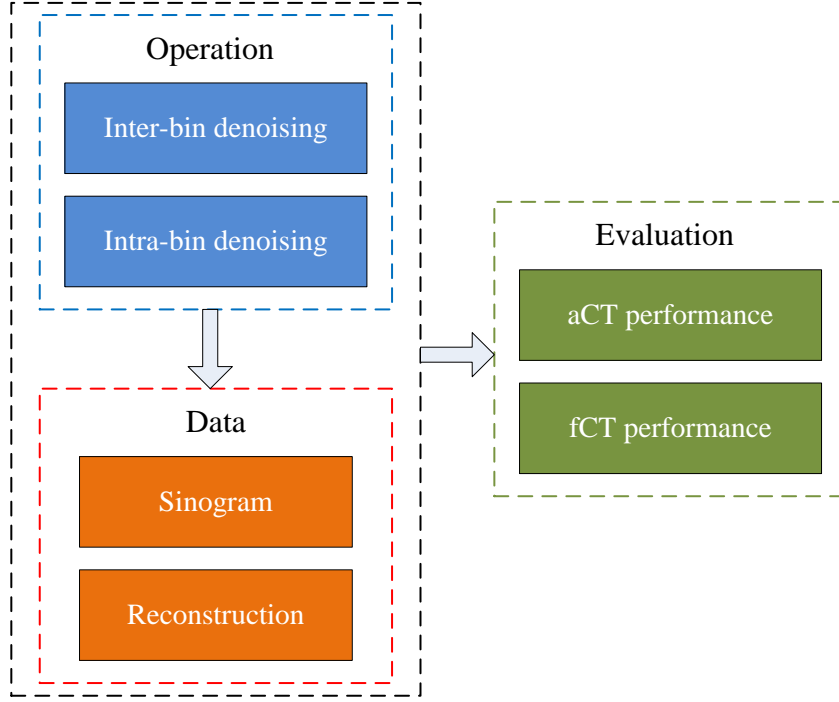 Operation
Inter-bin denoising
Intra-bin denoising
Data
Sinogram
Reconstruction
Evaluation
aCT performance
fCT performance